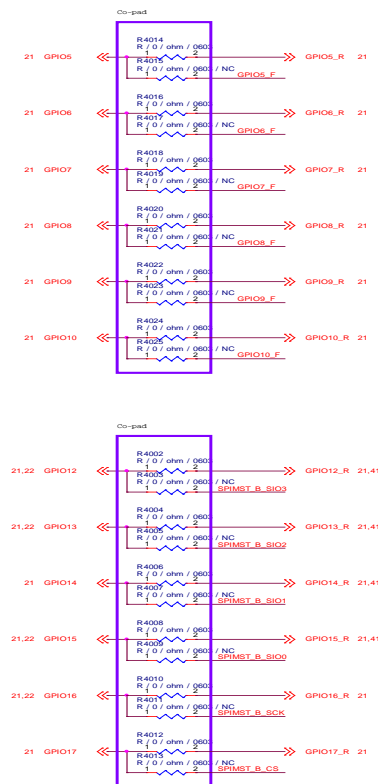 Co-pad
R4014
R / 0 / ohm / 0603
21 GPIO5 1 2 GPIO5_R 21
R4015
R / 0 / ohm / 0603 / NC
1 2 GPIO5_F
R4016
R / 0 / ohm / 0603
21 GPIO6 1 2 GPIO6_R 21
R4017
R / 0 / ohm / 0603 / NC
1 2 GPIO6_F
R4018
R / 0 / ohm / 0603
21 GPIO7 1 2 GPIO7_R 21
R4019
R / 0 / ohm / 0603 / NC
1 2 GPIO7_F
R4020
R / 0 / ohm / 0603
21 GPIO8 1 2 GPIO8_R 21
R4021
R / 0 / ohm / 0603 / NC
1 2 GPIO8_F
R4022
R / 0 / ohm / 0603
21 GPIO9 1 2 GPIO9_R 21
R4023
R / 0 / ohm / 0603 / NC
1 2 GPIO9_F
R4024
R / 0 / ohm / 0603
21 GPIO10 1 2 GPIO10_R 21
R4025
R / 0 / ohm / 0603 / NC
1 2 GPIO10_F
Co-pad
R4002
R / 0 / ohm / 0603
21,22 GPIO12 1 2 GPIO12_R 21,41
R4003
R / 0 / ohm / 0603 / NC
1 2 SPIMST_B_SIO3
R4004
R / 0 / ohm / 0603
21,22 GPIO13 1 2 GPIO13_R 21,41
R4005
R / 0 / ohm / 0603 / NC
1 2 SPIMST_B_SIO2
R4006
R / 0 / ohm / 0603
21 GPIO14 1 2 GPIO14_R 21,41
R4007
R / 0 / ohm / 0603 / NC
1 2 SPIMST_B_SIO1
R4008
R / 0 / ohm / 0603
21,22 GPIO15 1 2 GPIO15_R 21,41
R4009
R / 0 / ohm / 0603 / NC
1 2 SPIMST_B_SIO0
R4010
R / 0 / ohm / 0603
21,22 GPIO16 1 2 GPIO16_R 21
R4011
R / 0 / ohm / 0603 / NC
1 2 SPIMST_B_SCK
R4012
R / 0 / ohm / 0603
21 GPIO17 1 2 GPIO17_R 21
R4013
R / 0 / ohm / 0603 / NC
1 2 SPIMST_B_CS